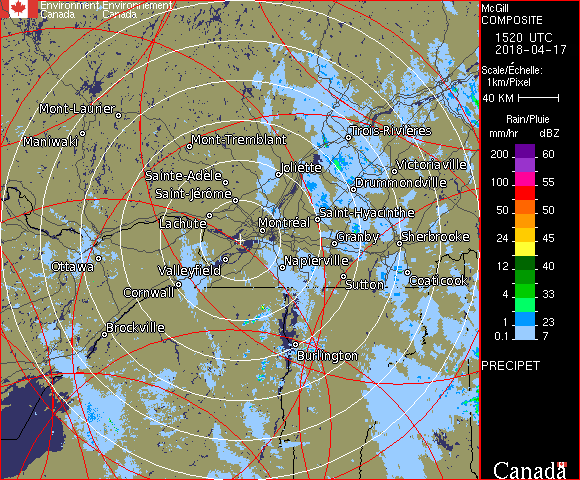 Environment Environnement
Canada Canada
McGill
COMPOSITE
1520 UTC
2018-04-17
Scale/Échelle:
1km/Pixel
40 KM
Rain/Pluie
mm/hr dBZ
200 60
100 55
50 50
24 45
12 40
4 33
2 28
1 23
0.1 7
PRECIPET
Canada
Mont-Laurier
Maniwaki
Mont-Tremblant
Trois-Rivières
Joliette
Victoriaville
Sainte-Adèle
Drummondville
Saint-Jérôme
Lachute
Saint-Hyacinthe
Montréal
Granby
Sherbrooke
Ottawa
Valleyfield
Napierville
Cornwall
Sutton
Coaticook
Brockville
Burlington